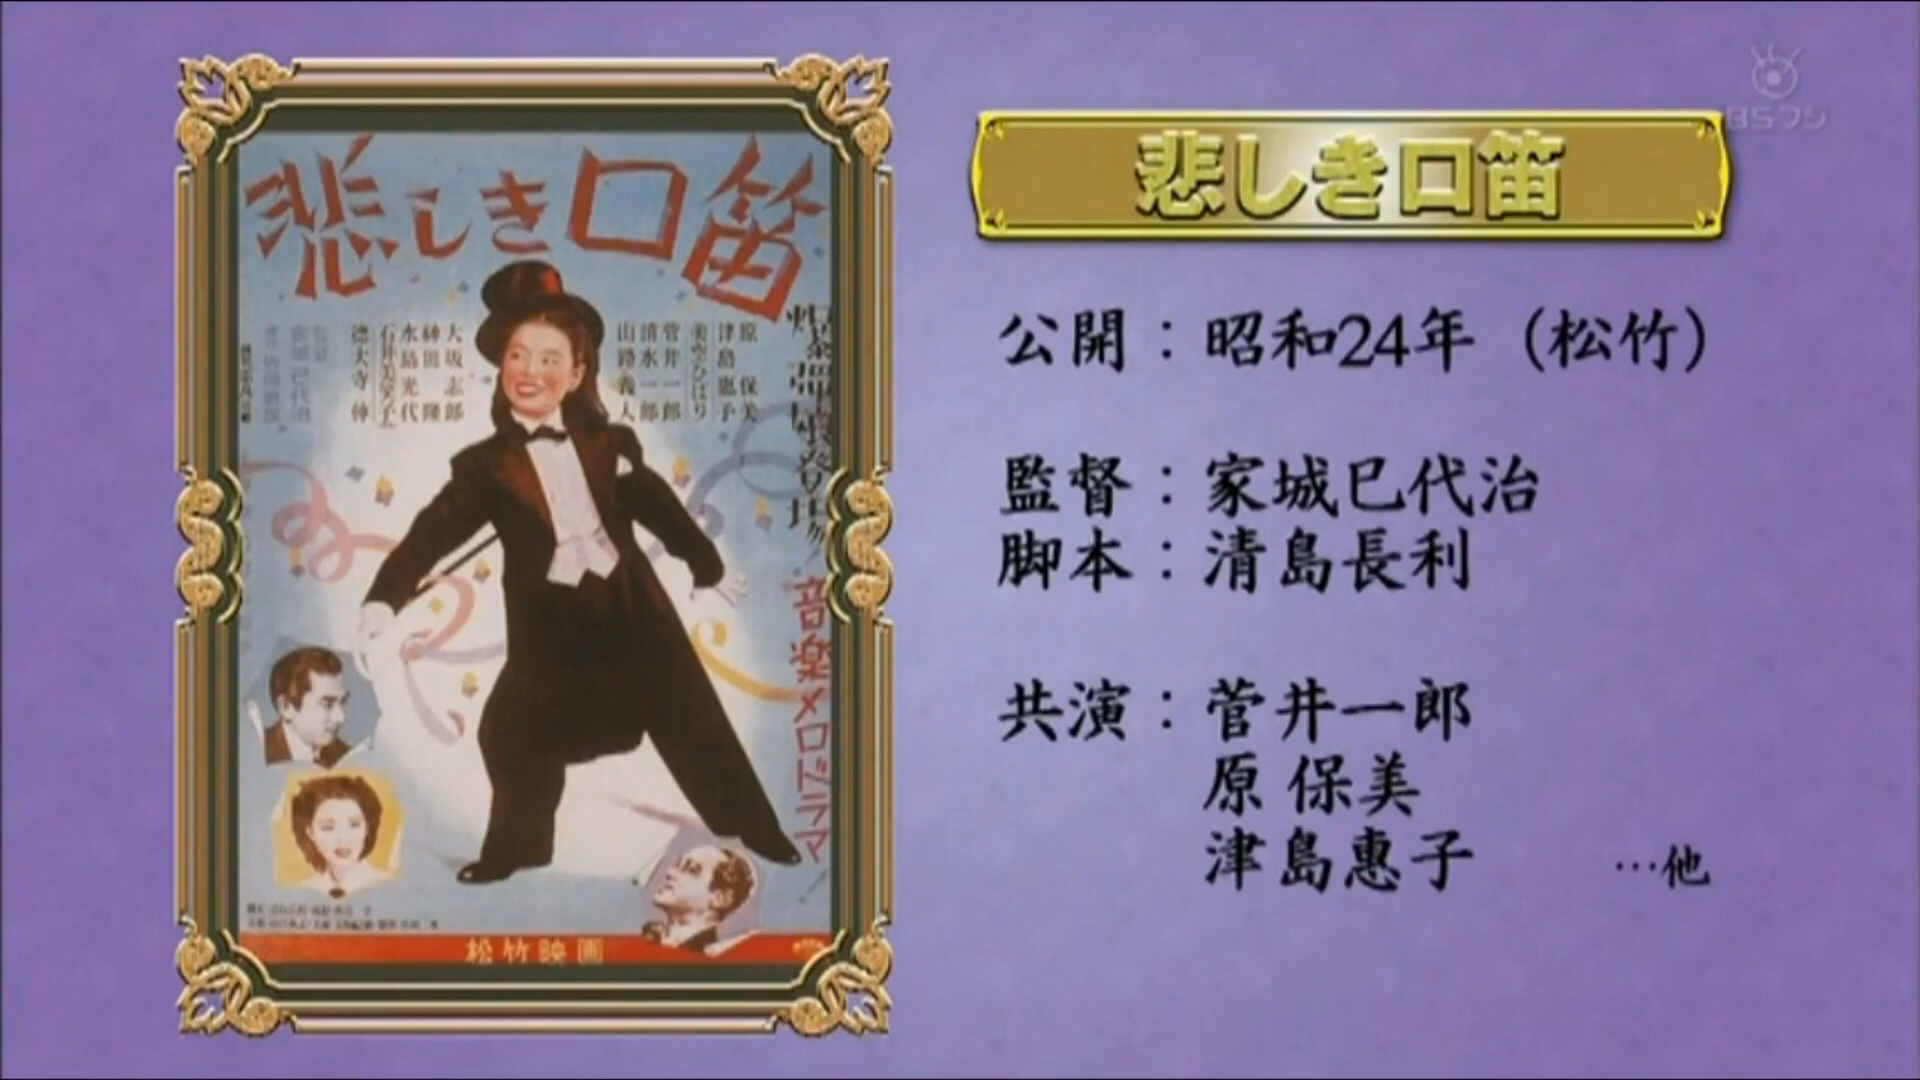 悲しき口笛
原 保美
津島惠子
美空ひばり
菅井一郎
清水一郎
山路義人
大坂志郎
神田 隆
水島光代
石井美笑子
徳大寺 伸
音楽メロドラマ!
松竹映画
BSフジ
悲しき口笛
公開：昭和24年（松竹）
監督：家城巳代治
脚本：清島長利
共演：菅井一郎
原 保美
津島惠子 …他